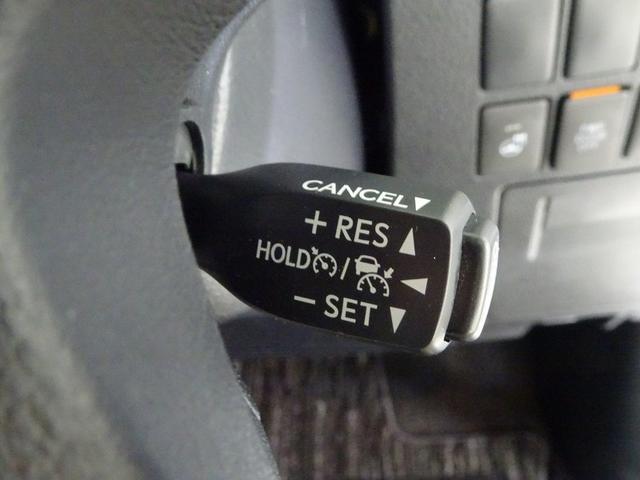 CANCEL▼
+ RES ▲
HOLD / ◀
− SET ▼